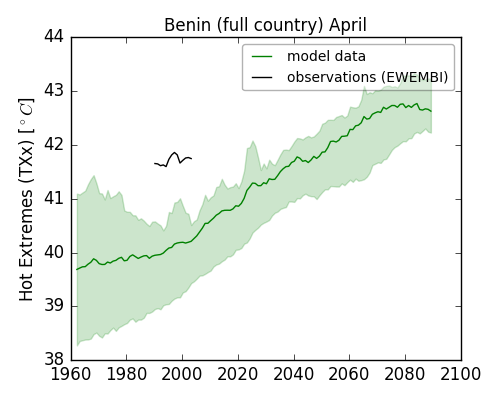 Benin (full country) April
Hot Extremes (TXx) [°C]
model data
observations (EWEMBI)
44
43
42
41
40
39
38
1960 1980 2000 2020 2040 2060 2080 2100